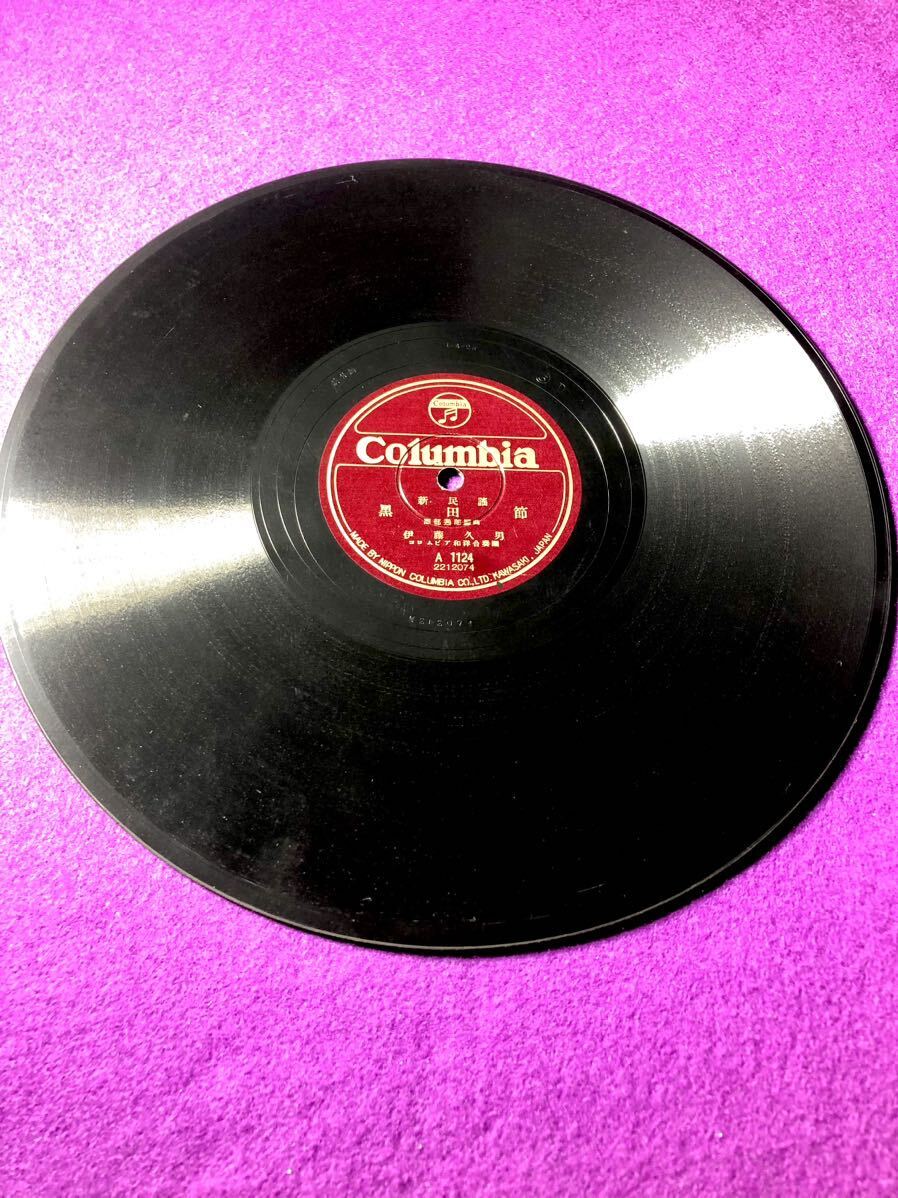 Columbia
Columbia
新民謠
黒田節
伊藤久男
コロムビア和洋合奏團
A 1124
2212074
MADE BY NIPPON COLUMBIA CO., LTD. KAWASAKI, JAPAN